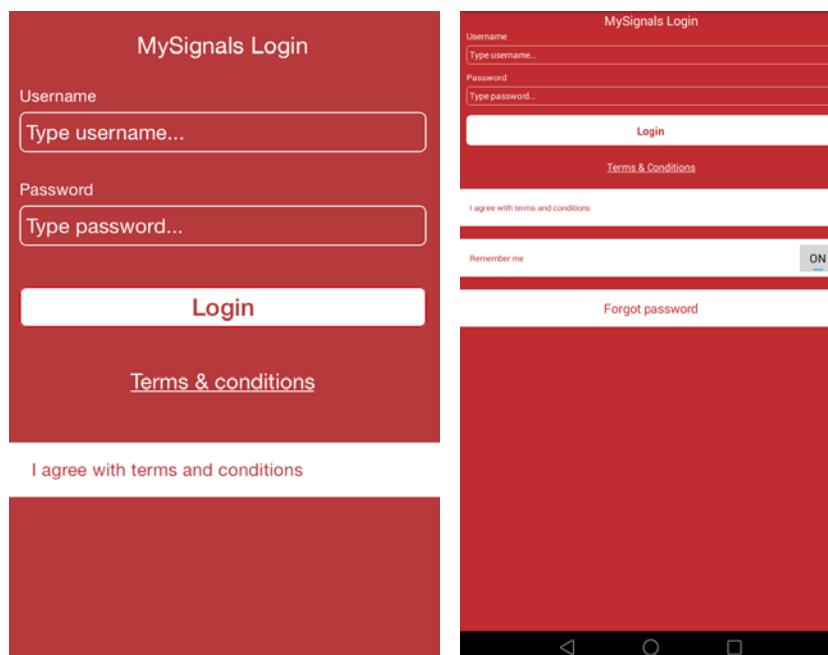 MySignals Login
Username
Type username...
Password
Type password...
Login
Terms & conditions
I agree with terms and conditions
MySignals Login
Username
Type username...
Password
Type password...
Login
Terms & Conditions
I agree with terms and conditions
Remember me
ON
Forgot password